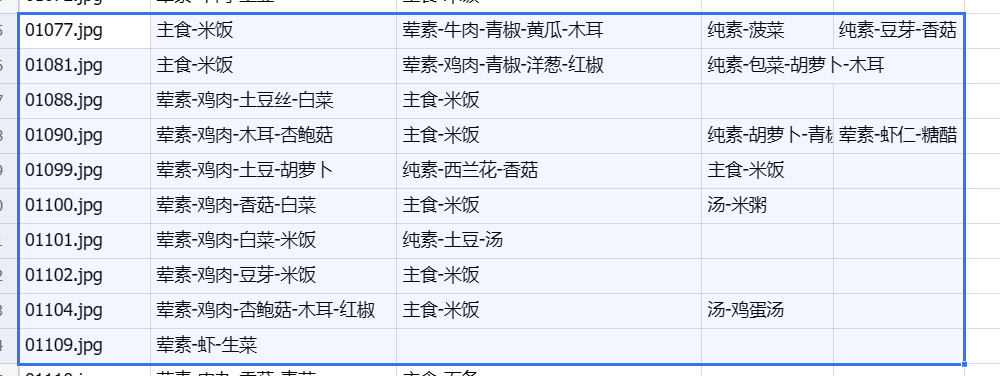 01077.jpg 主食-米饭 荤素-牛肉-青椒-黄瓜-木耳 纯素-菠菜 纯素-豆芽-香菇
01081.jpg 主食-米饭 荤素-鸡肉-青椒-洋葱-红椒 纯素-包菜-胡萝卜-木耳
01088.jpg 荤素-鸡肉-土豆丝-白菜 主食-米饭
01090.jpg 荤素-鸡肉-木耳-杏鲍菇 主食-米饭 纯素-胡萝卜-青 荤素-虾仁-糖醋
01099.jpg 荤素-鸡肉-土豆-胡萝卜 纯素-西兰花-香菇 主食-米饭
01100.jpg 荤素-鸡肉-香菇-白菜 主食-米饭 汤-米粥
01101.jpg 荤素-鸡肉-白菜-米饭 纯素-土豆-汤
01102.jpg 荤素-鸡肉-豆芽-米饭 主食-米饭
01104.jpg 荤素-鸡肉-杏鲍菇-木耳-红椒 主食-米饭 汤-鸡蛋汤
01109.jpg 荤素-虾-生菜